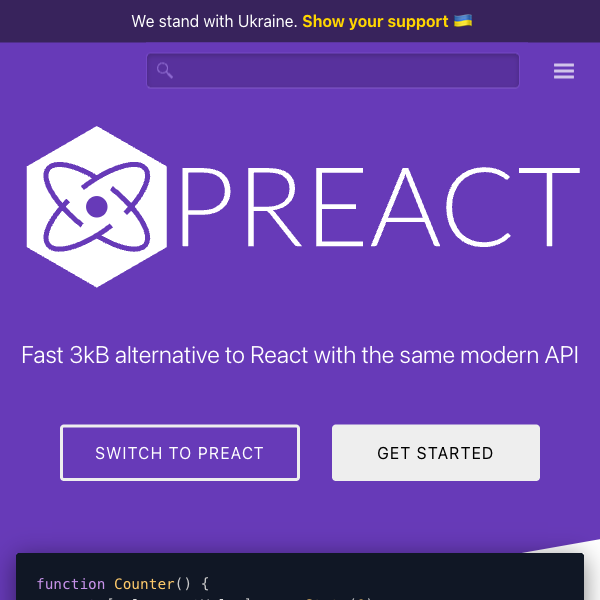 We stand with Ukraine. Show your support 🇺🇦
PREACT
Fast 3kB alternative to React with the same modern API
SWITCH TO PREACT
GET STARTED
function Counter() {